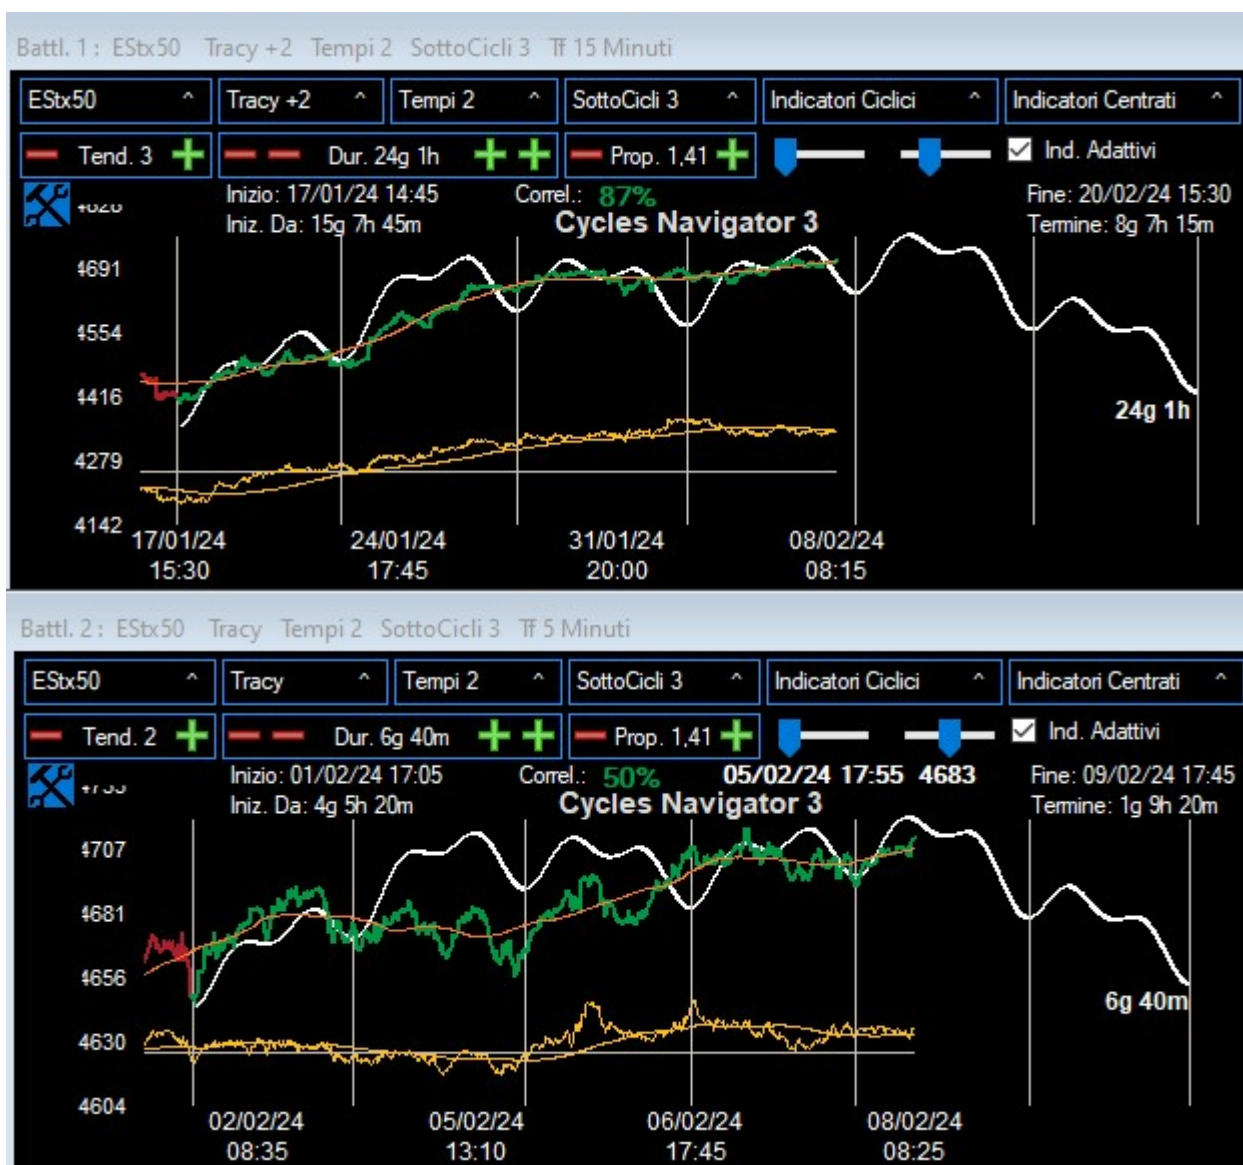 Battl. 1 : EStx50 Tracy +2 Tempi 2 SottoCicli 3 Tf 15 Minuti
EStx50 ^ Tracy +2 ^ Tempi 2 ^ SottoCicli 3 ^ Indicatori Ciclici ^ Indicatori Centrati ^
Tend. 3 Dur. 24g 1h Prop. 1,41 Ind. Adattivi
Inizio: 17/01/24 14:45 Correl.: 87% Fine: 20/02/24 15:30
Iniz. Da: 15g 7h 45m Cycles Navigator 3 Termine: 8g 7h 15m
4691
4554
4416
24g 1h
4279
4142
17/01/24 24/01/24 31/01/24 08/02/24
15:30 17:45 20:00 08:15
Battl. 2 : EStx50 Tracy Tempi 2 SottoCicli 3 Tf 5 Minuti
EStx50 ^ Tracy ^ Tempi 2 ^ SottoCicli 3 ^ Indicatori Ciclici ^ Indicatori Centrati ^
Tend. 2 Dur. 6g 40m Prop. 1,41 Ind. Adattivi
Inizio: 01/02/24 17:05 Correl.: 50% 05/02/24 17:55 4683 Fine: 09/02/24 17:45
Iniz. Da: 4g 5h 20m Cycles Navigator 3 Termine: 1g 9h 20m
4707
4681
4656
6g 40m
4630
4604
02/02/24 05/02/24 06/02/24 08/02/24
08:35 13:10 17:45 08:25